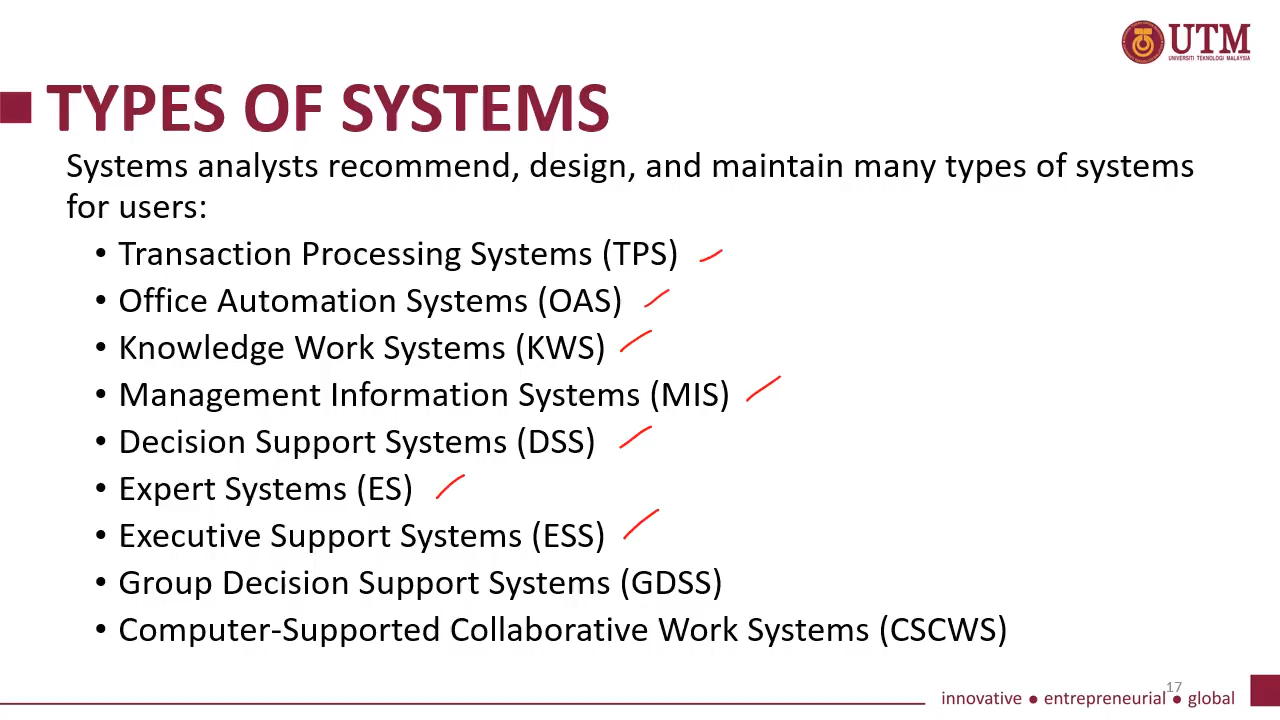 UTM
UNIVERSITI TEKNOLOGI MALAYSIA
TYPES OF SYSTEMS
Systems analysts recommend, design, and maintain many types of systems
for users:
• Transaction Processing Systems (TPS)
• Office Automation Systems (OAS)
• Knowledge Work Systems (KWS)
• Management Information Systems (MIS)
• Decision Support Systems (DSS)
• Expert Systems (ES)
• Executive Support Systems (ESS)
• Group Decision Support Systems (GDSS)
• Computer-Supported Collaborative Work Systems (CSCWS)
17
innovative ● entrepreneurial ● global